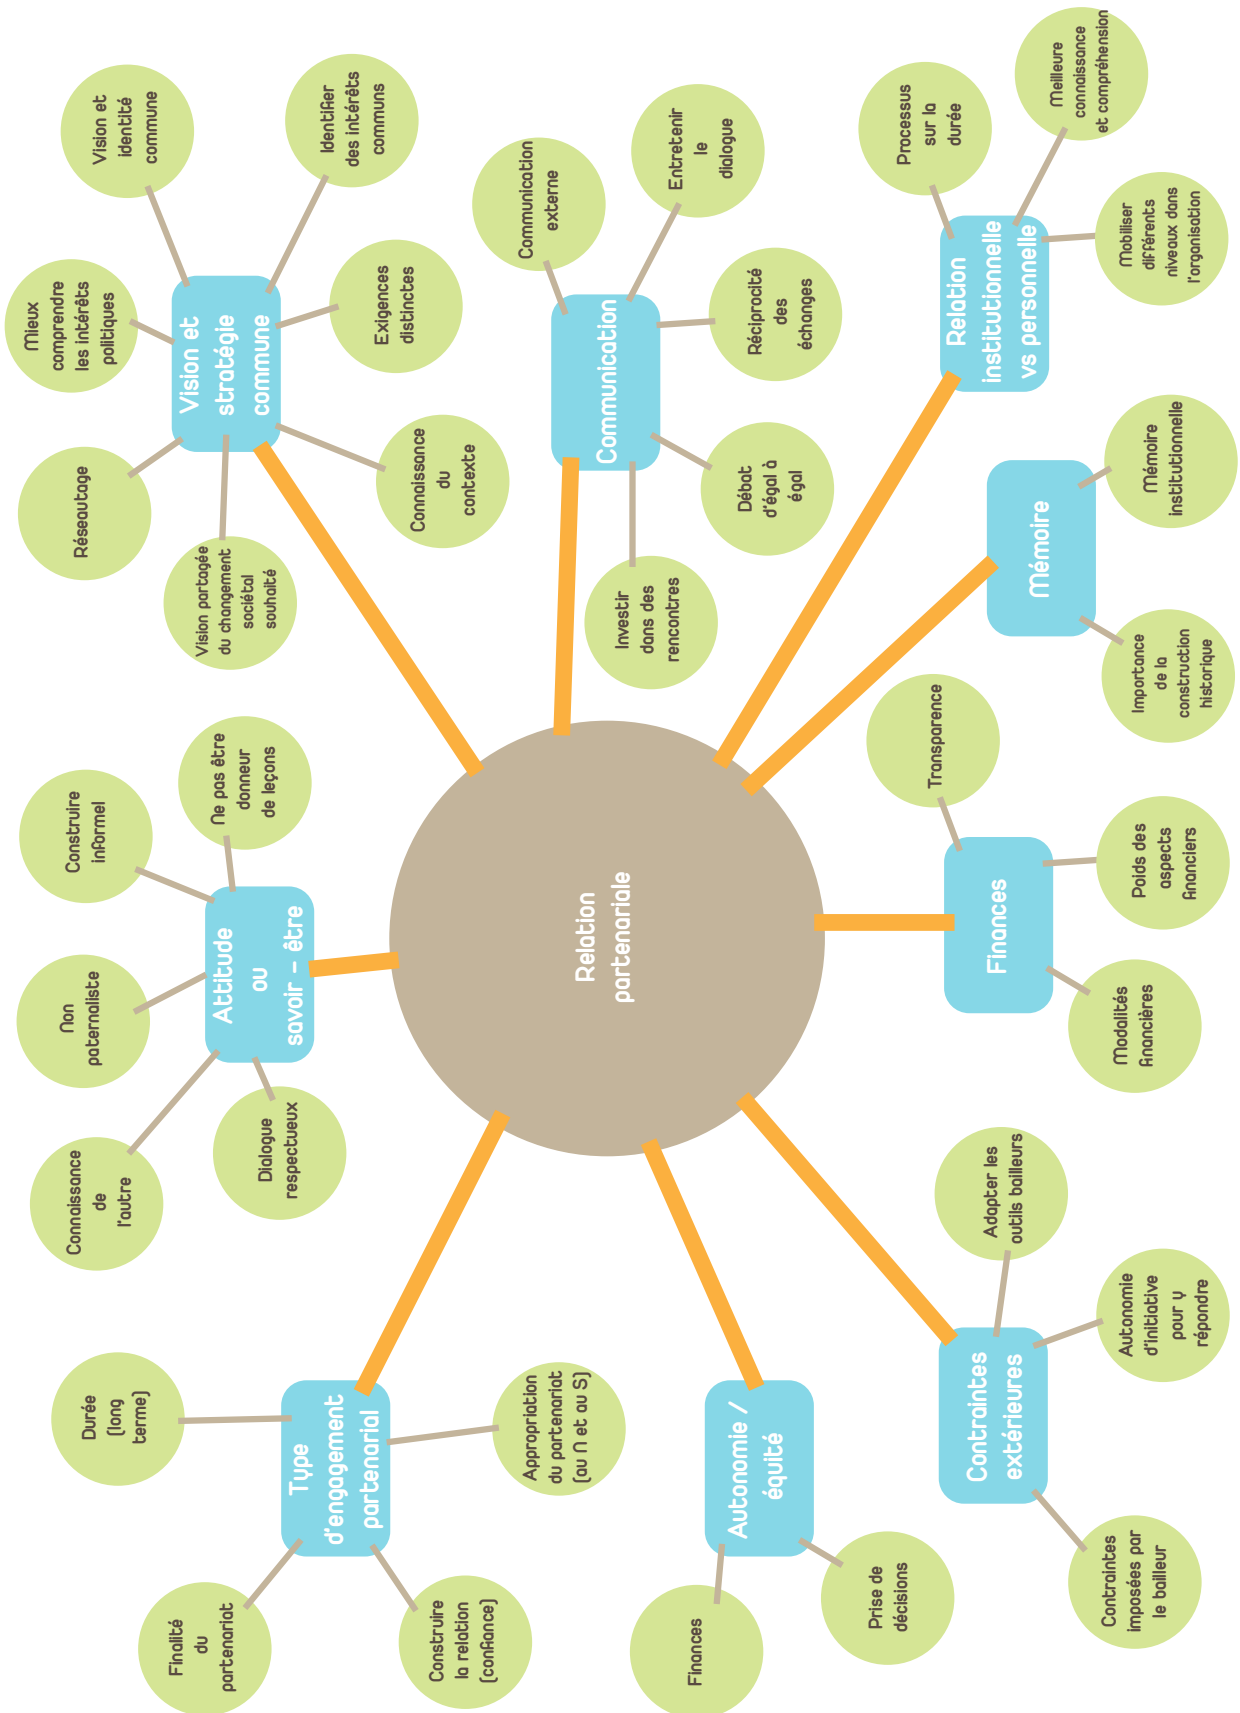 Relation
partenariale
Vision et
stratégie
commune
Réseautage
Mieux
comprendre
les intérêts
politiques
Vision et
identité
commune
Identifier
des intérêts
communs
Exigences
distinctes
Connaissance
du
contexte
Vision partagée
du changement
sociétal
souhaité
Communication
Communication
externe
Entretenir
le
dialogue
Réciprocité
des
échanges
Débat
d'égal à
égal
Investir
dans des
rencontres
Relation
institutionnelle
vs personnelle
Processus
sur la
durée
Meilleure
connaissance
et compréhension
Mobiliser
différents
niveaux dans
l'organisation
Mémoire
Mémoire
institutionnelle
Importance
de la
construction
historique
Finances
Transparence
Poids des
aspects
financiers
Modalités
financières
Contraintes
extérieures
Adapter les
outils bailleurs
Autonomie
d'initiative
pour y
répondre
Contraintes
imposées par
le bailleur
Autonomie /
équité
Finances
Prise de
décisions
Type
d'engagement
partenarial
Durée
(long
terme)
Finalité
du
partenariat
Construire
la relation
(confiance)
Appropriation
du partenariat
(au N et au S)
Attitude
ou
savoir – être
Connaissance
de
l'autre
Non
paternaliste
Construire
informel
Ne pas être
donneur
de leçons
Dialogue
respectueux